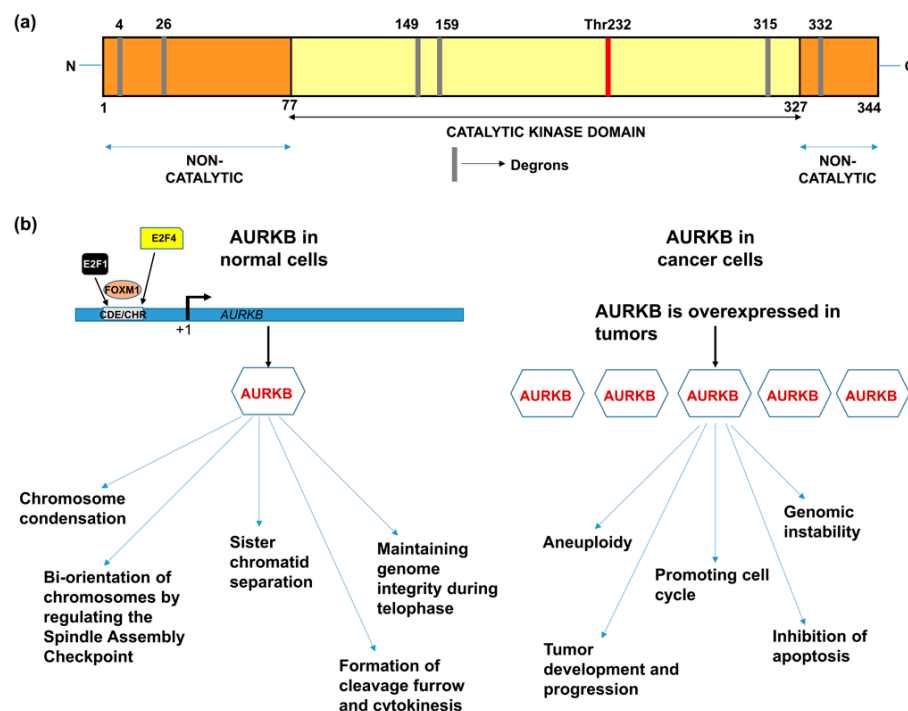 (a)
4 26 149 159 Thr232 315 332
N C
1 77 327 344
CATALYTIC KINASE DOMAIN
NON-
CATALYTIC
Degrons
NON-
CATALYTIC
(b)
AURKB in
normal cells
E2F4
E2F1
FOXM1
CDE/CHR
+1
AURKB
AURKB
Chromosome
condensation
Bi-orientation of
chromosomes by
regulating the
Spindle Assembly
Checkpoint
Sister
chromatid
separation
Maintaining
genome
integrity during
telophase
Formation of
cleavage furrow
and cytokinesis
AURKB in
cancer cells
AURKB is overexpressed in
tumors
AURKB AURKB AURKB AURKB AURKB
Aneuploidy
Tumor
development and
progression
Promoting cell
cycle
Genomic
instability
Inhibition of
apoptosis